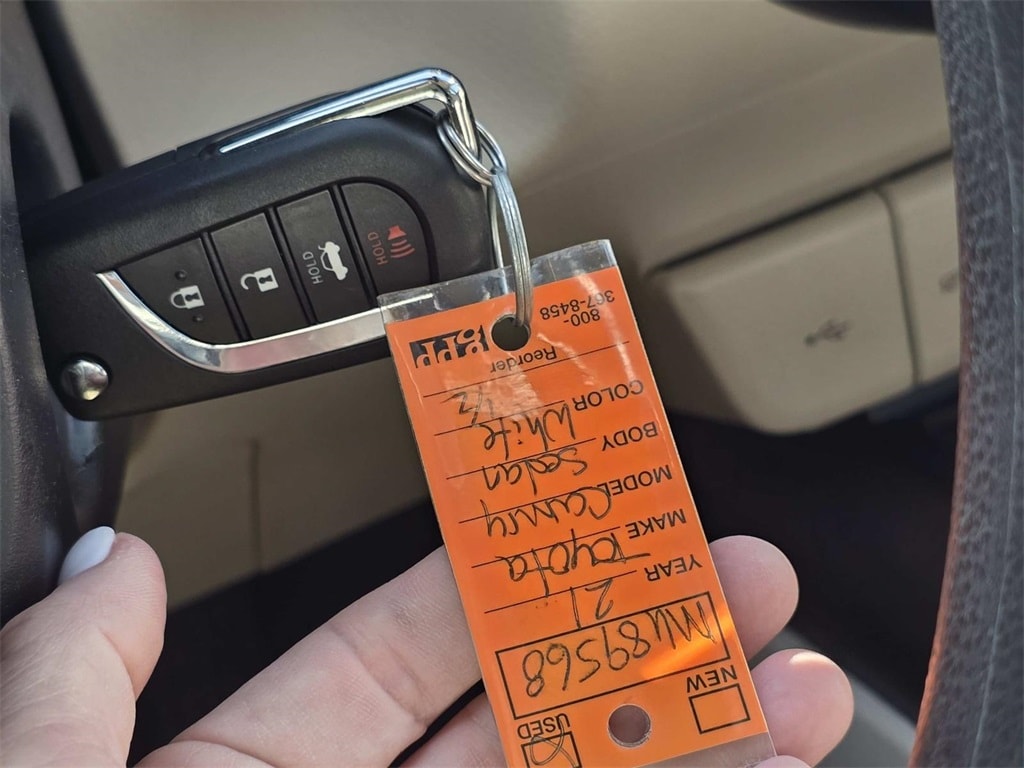 HOLD
HOLD
NEW USED
MU89568
YEAR 21
MAKE Toyota
MODEL Camry
BODY Sedan
COLOR White
Reorder
800-
367-8458